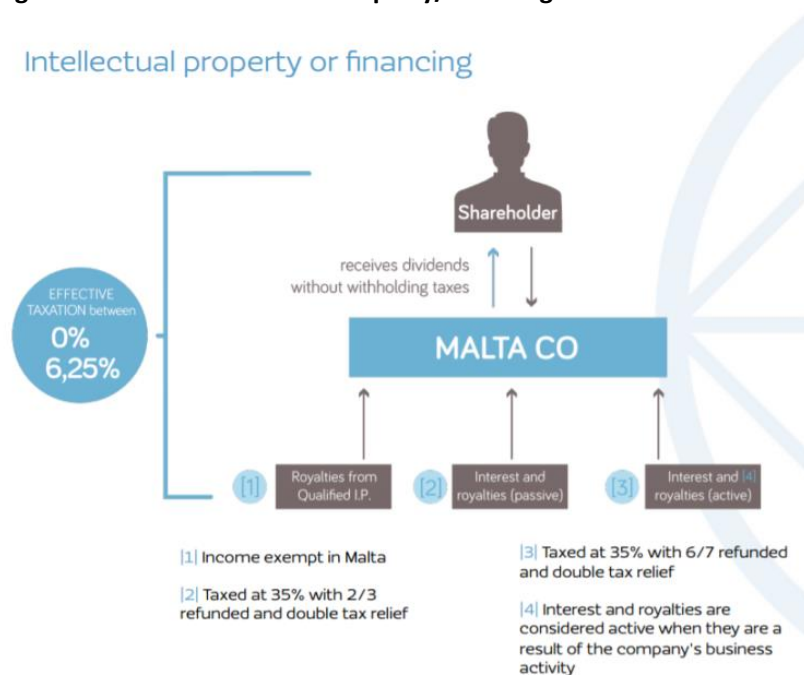 Intellectual property or financing
Shareholder
receives dividends
without withholding taxes
EFFECTIVE
TAXATION between
0%
6,25%
MALTA CO
[1]
Royalties from
Qualified I.P.
[2]
Interest and
royalties (passive)
[3]
Interest and [4]
royalties (active)
|1| Income exempt in Malta
|2| Taxed at 35% with 2/3
refunded and double tax relief
|3| Taxed at 35% with 6/7 refunded
and double tax relief
|4| Interest and royalties are
considered active when they are a
result of the company's business
activity